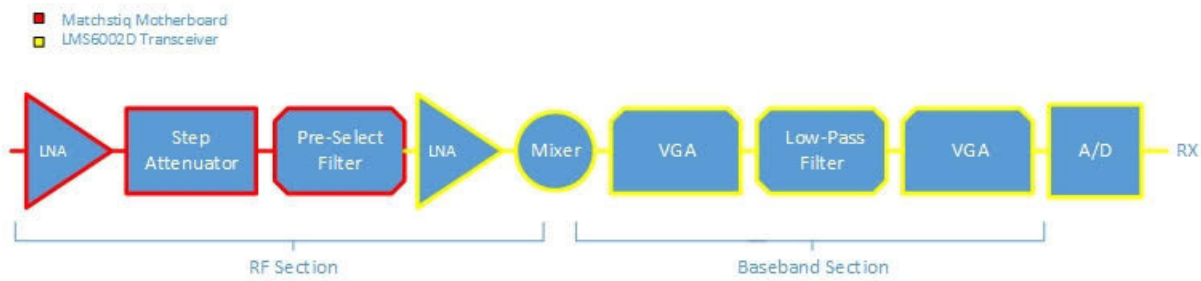 Matchstiq Motherboard
LMS6002D Transceiver
LNA
Step
Attenuator
Pre-Select
Filter
LNA
Mixer
VGA
Low-Pass
Filter
VGA
A/D
RX
RF Section
Baseband Section